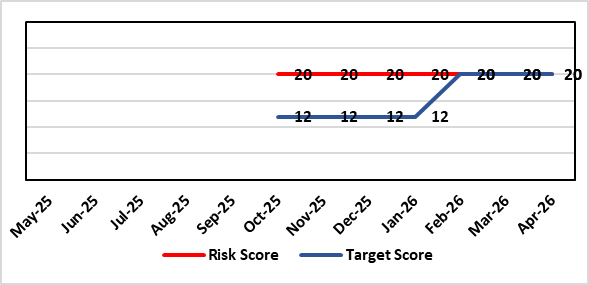 20 20 20 20 20 20 20
12 12 12 12
May-25 Jun-25 Jul-25 Aug-25 Sep-25 Oct-25 Nov-25 Dec-25 Jan-26 Feb-26 Mar-26 Apr-26
Risk Score Target Score